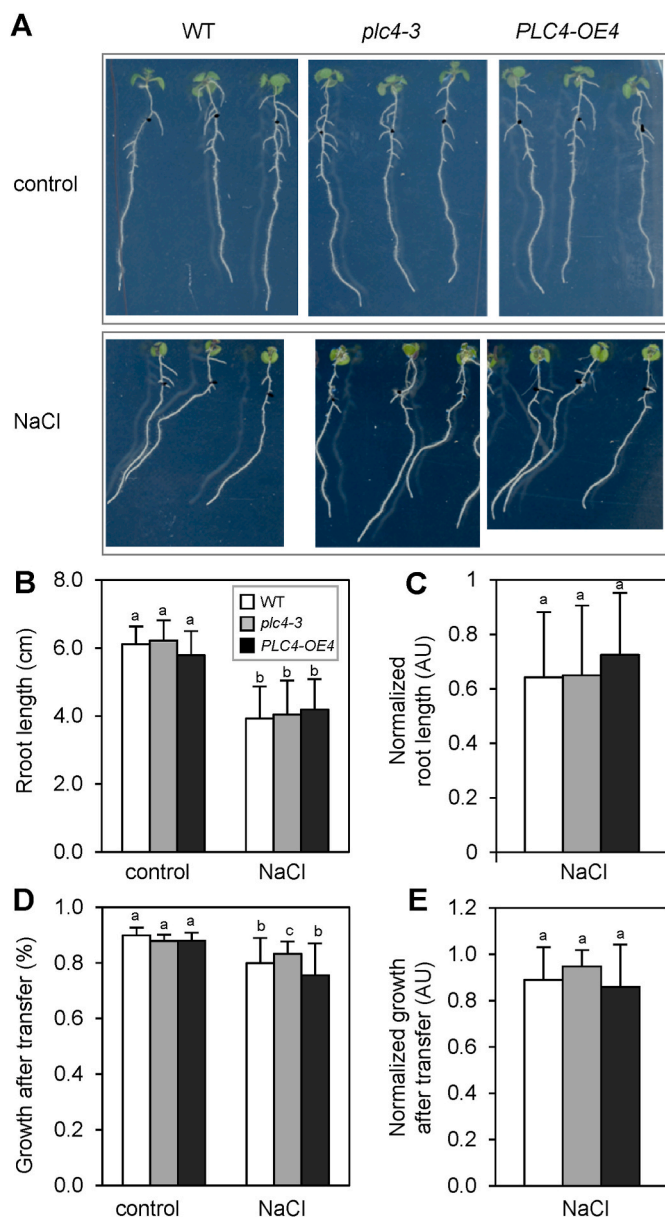 A
WT plc4-3 PLC4-OE4
control
NaCl
B
Rroot length (cm)
8.0
6.0
4.0
2.0
0.0
a a a
b b b
WT
plc4-3
PLC4-OE4
control NaCl
C
Normalized
root length (AU)
1
0.8
0.6
0.4
0.2
0
a a a
NaCl
D
Growth after transfer (%)
1.0
0.8
0.6
0.4
0.2
0.0
a a a
b c b
control NaCl
E
Normalized growth
after transfer (AU)
1.2
1.0
0.8
0.6
0.4
0.2
0.0
a a a
NaCl